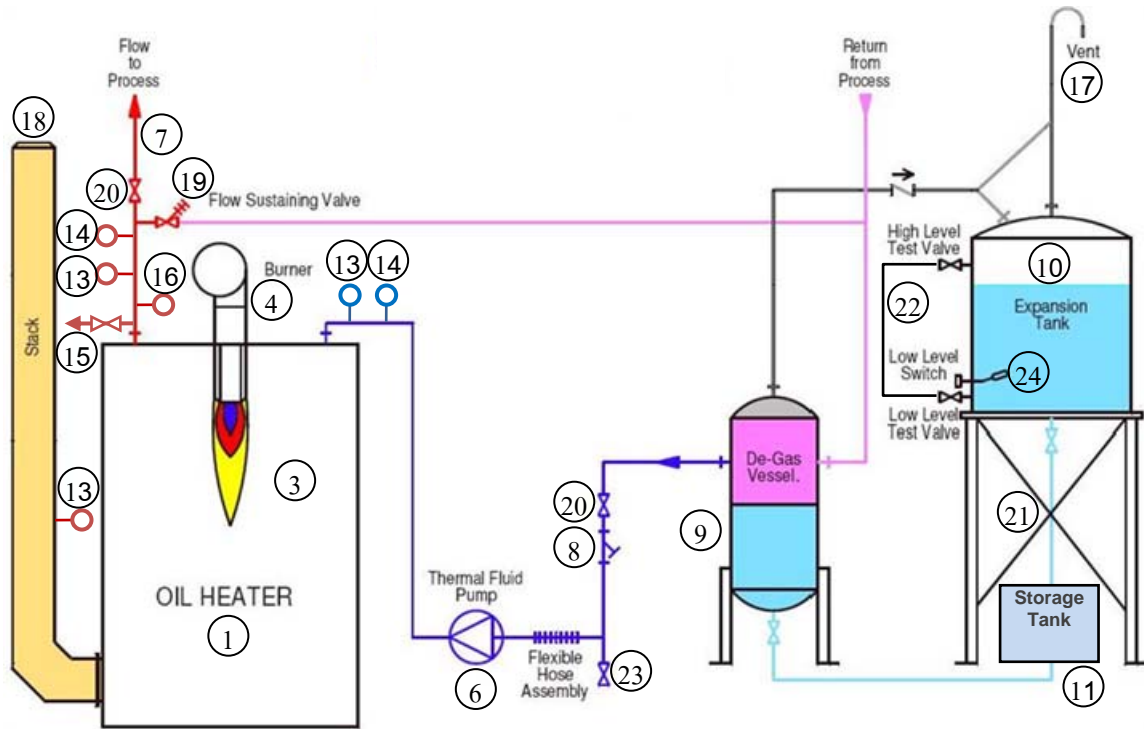 Flow
to
Process
Return
from
Process
Vent
17
18
7
20
19
Flow Sustaining Valve
14
13
16
13
14
Burner
4
15
Stack
High Level
Test Valve
10
22
Expansion
Tank
Low Level
Switch
24
Low Level
Test Valve
De-Gas
Vessel.
13
3
20
8
9
21
OIL HEATER
1
Thermal Fluid
Pump
6
Flexible
Hose
Assembly
23
Storage
Tank
11